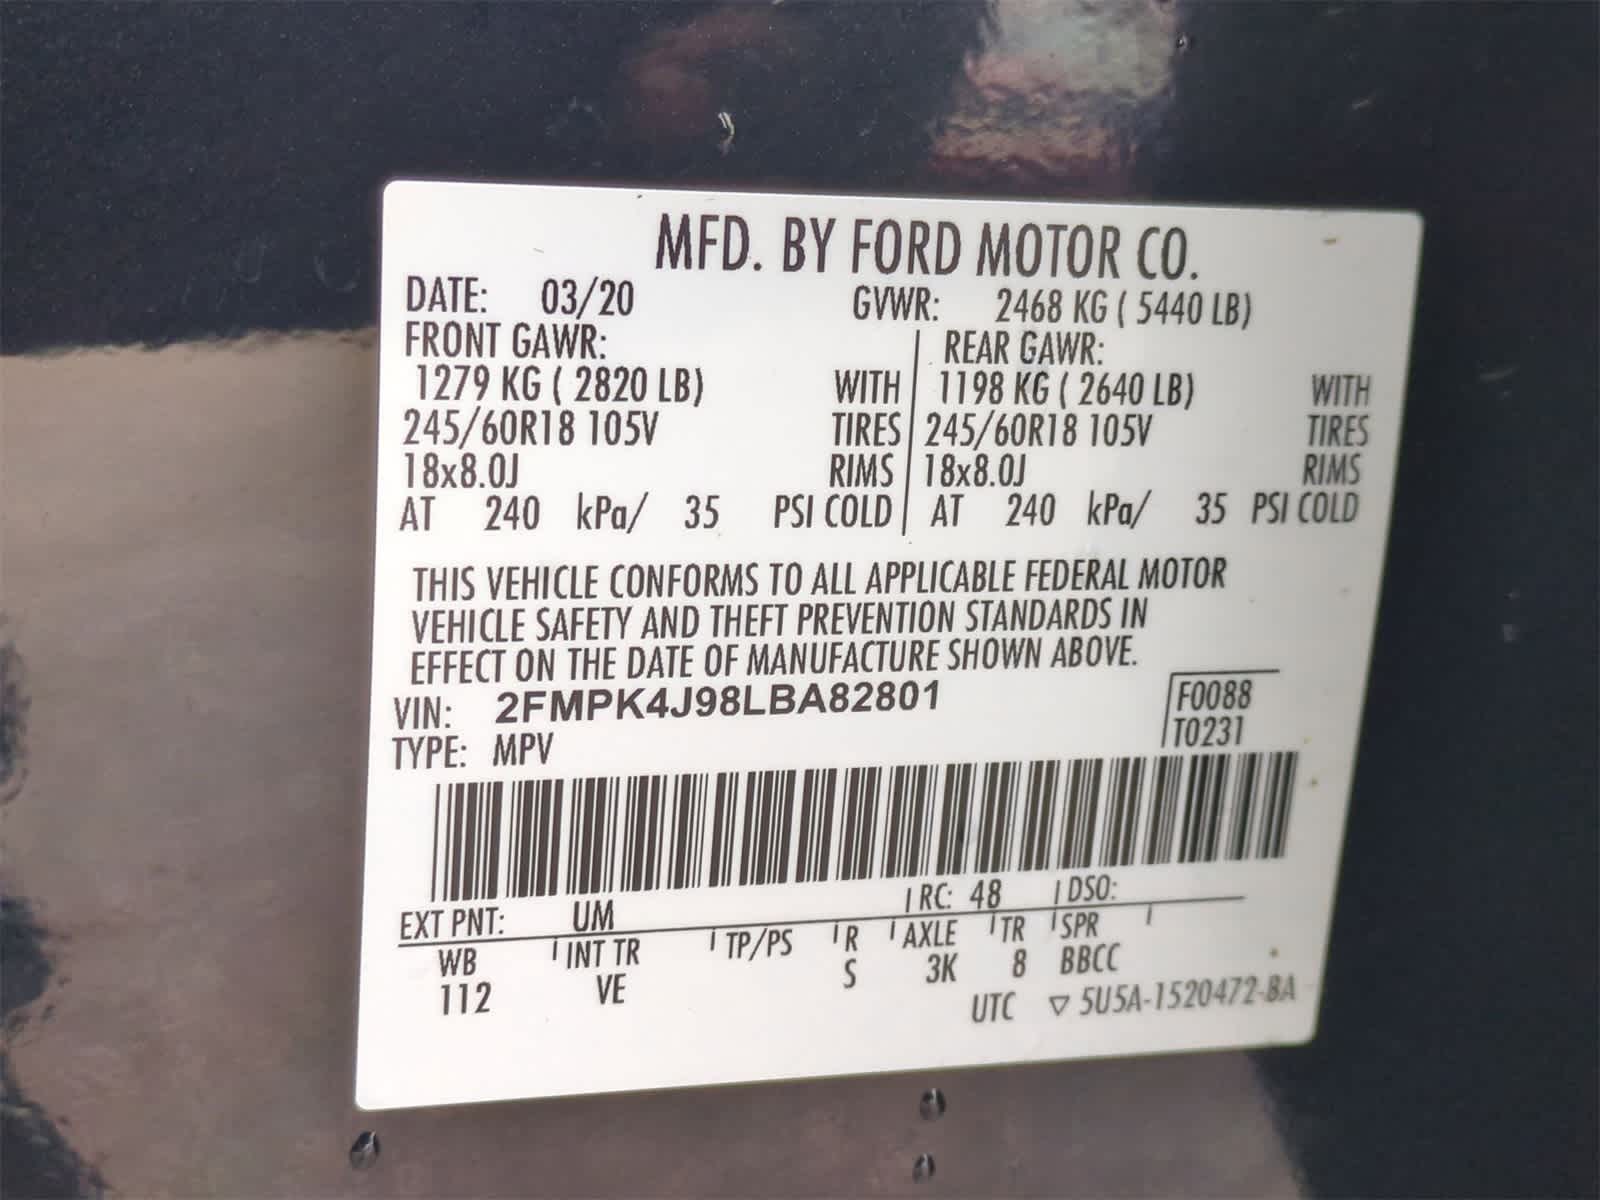 MFD. BY FORD MOTOR CO.
DATE: 03/20 GVWR: 2468 KG ( 5440 LB)
FRONT GAWR: REAR GAWR:
1279 KG ( 2820 LB) WITH 1198 KG ( 2640 LB) WITH
245/60R18 105V TIRES 245/60R18 105V TIRES
18x8.0J RIMS 18x8.0J RIMS
AT 240 kPa/ 35 PSI COLD AT 240 kPa/ 35 PSI COLD
THIS VEHICLE CONFORMS TO ALL APPLICABLE FEDERAL MOTOR
VEHICLE SAFETY AND THEFT PREVENTION STANDARDS IN
EFFECT ON THE DATE OF MANUFACTURE SHOWN ABOVE.
VIN: 2FMPK4J98LBA82801 F0088
TYPE: MPV T0231
EXT PNT: UM RC: 48 DSO:
WB INT TR TP/PS R AXLE TR SPR
112 VE S 3K 8 BBCC
UTC ▽ 5U5A-1520472-BA